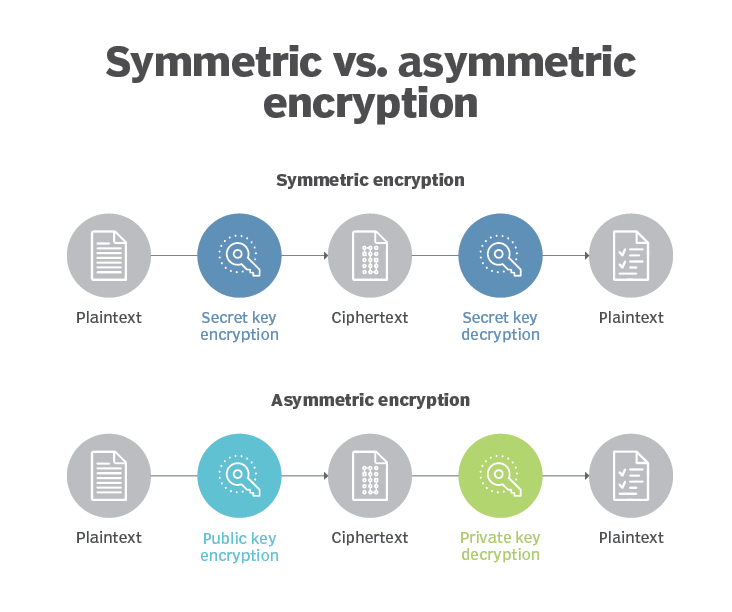 Symmetric vs. asymmetric
encryption
Symmetric encryption
Plaintext
Secret key
encryption
Ciphertext
Secret key
decryption
Plaintext
Asymmetric encryption
Plaintext
Public key
encryption
Ciphertext
Private key
decryption
Plaintext